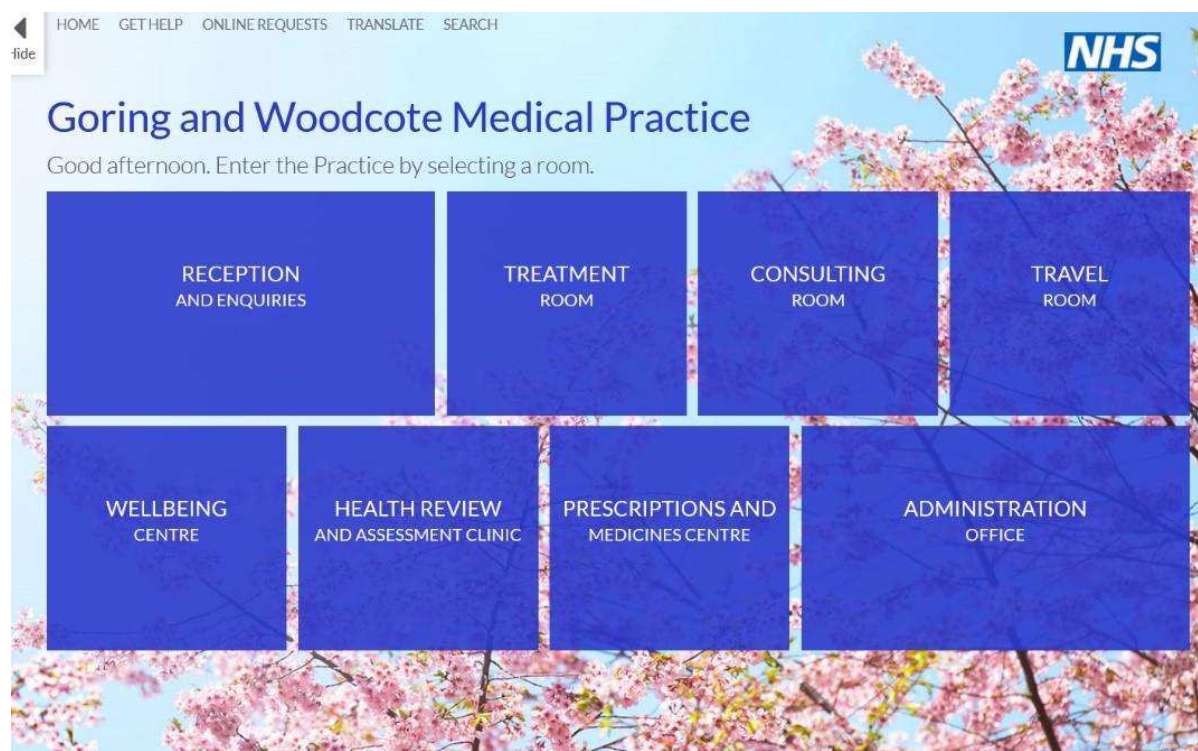 HOME GET HELP ONLINE REQUESTS TRANSLATE SEARCH
Hide
NHS
Goring and Woodcote Medical Practice
Good afternoon. Enter the Practice by selecting a room.
RECEPTION
AND ENQUIRIES
TREATMENT
ROOM
CONSULTING
ROOM
TRAVEL
ROOM
WELLBEING
CENTRE
HEALTH REVIEW
AND ASSESSMENT CLINIC
PRESCRIPTIONS AND
MEDICINES CENTRE
ADMINISTRATION
OFFICE